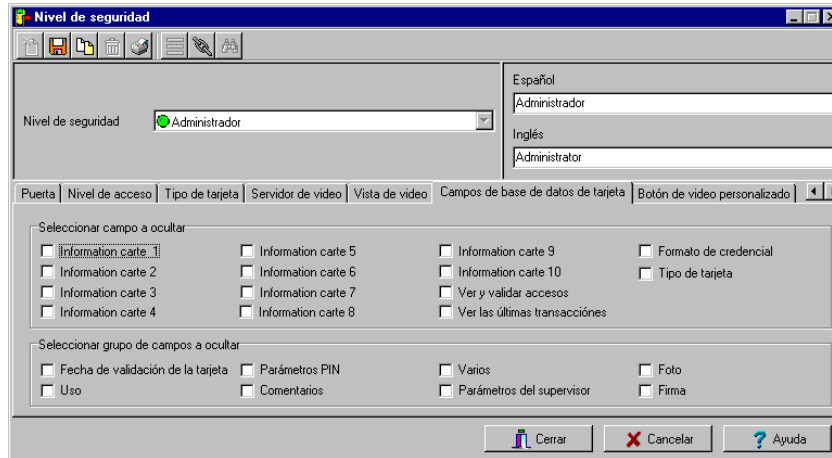 Nivel de seguridad
Español
Administrador
Nivel de seguridad Administrador
Inglés
Administrator
Puerta Nivel de acceso Tipo de tarjeta Servidor de video Vista de video Campos de base de datos de tarjeta Botón de video personalizado
Seleccionar campo a ocultar
Information carte 1 Information carte 5 Information carte 9 Formato de credencial
Information carte 2 Information carte 6 Information carte 10 Tipo de tarjeta
Information carte 3 Information carte 7 Ver y validar accesos
Information carte 4 Information carte 8 Ver las últimas transacciónes
Seleccionar grupo de campos a ocultar
Fecha de validación de la tarjeta Parámetros PIN Varios Foto
Uso Comentarios Parámetros del supervisor Firma
Cerrar Cancelar Ayuda